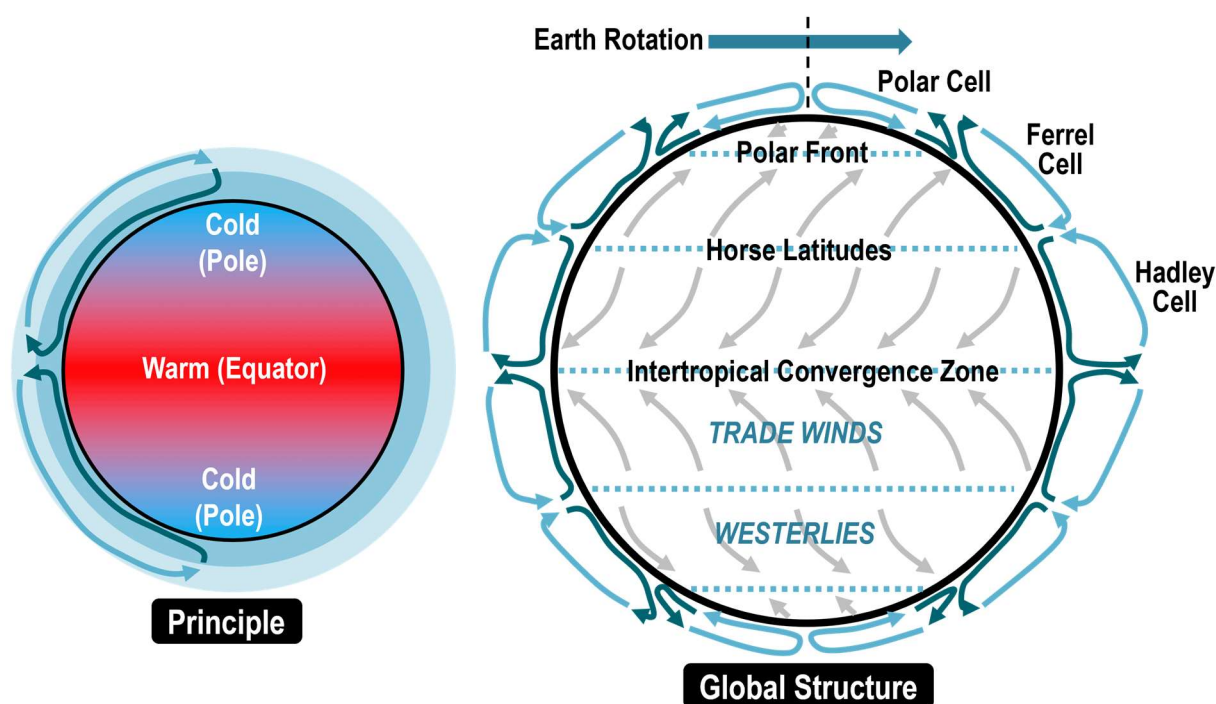 Earth Rotation
Polar Cell
Ferrel
Cell
Polar Front
Cold
(Pole)
Horse Latitudes
Hadley
Cell
Warm (Equator)
Intertropical Convergence Zone
TRADE WINDS
Cold
(Pole)
WESTERLIES
Principle
Global Structure